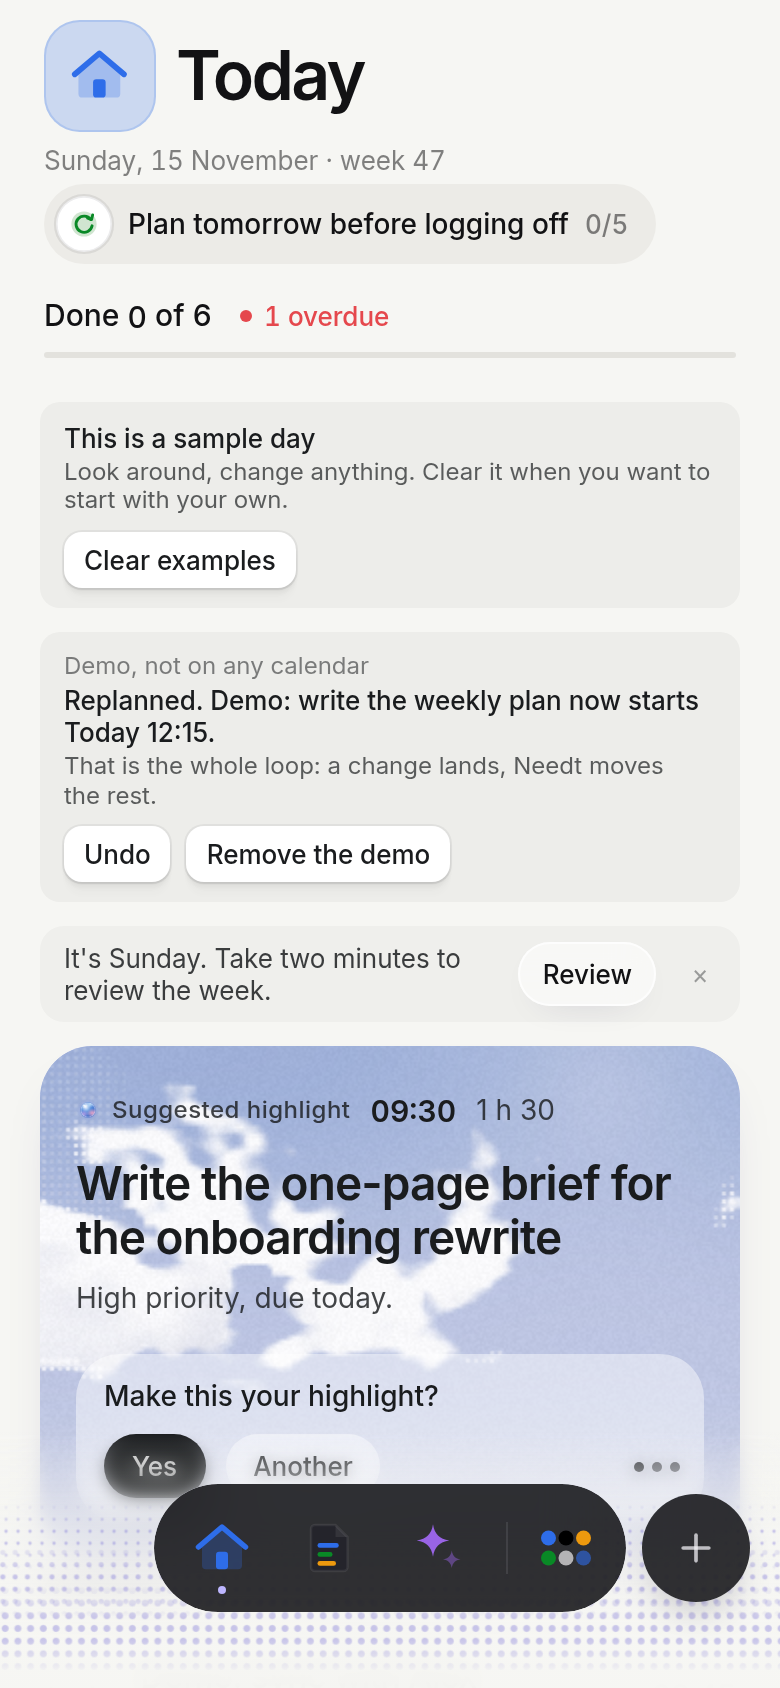 Today
Sunday, 15 November · week 47
Plan tomorrow before logging off 0/5
Done 0 of 6 • 1 overdue
This is a sample day
Look around, change anything. Clear it when you want to
start with your own.
Clear examples
Demo, not on any calendar
Replanned. Demo: write the weekly plan now starts
Today 12:15.
That is the whole loop: a change lands, Needt moves
the rest.
Undo Remove the demo
It's Sunday. Take two minutes to
review the week.
Review ×
Suggested highlight 09:30 1 h 30
Write the one-page brief for
the onboarding rewrite
High priority, due today.
Make this your highlight?
Yes Another